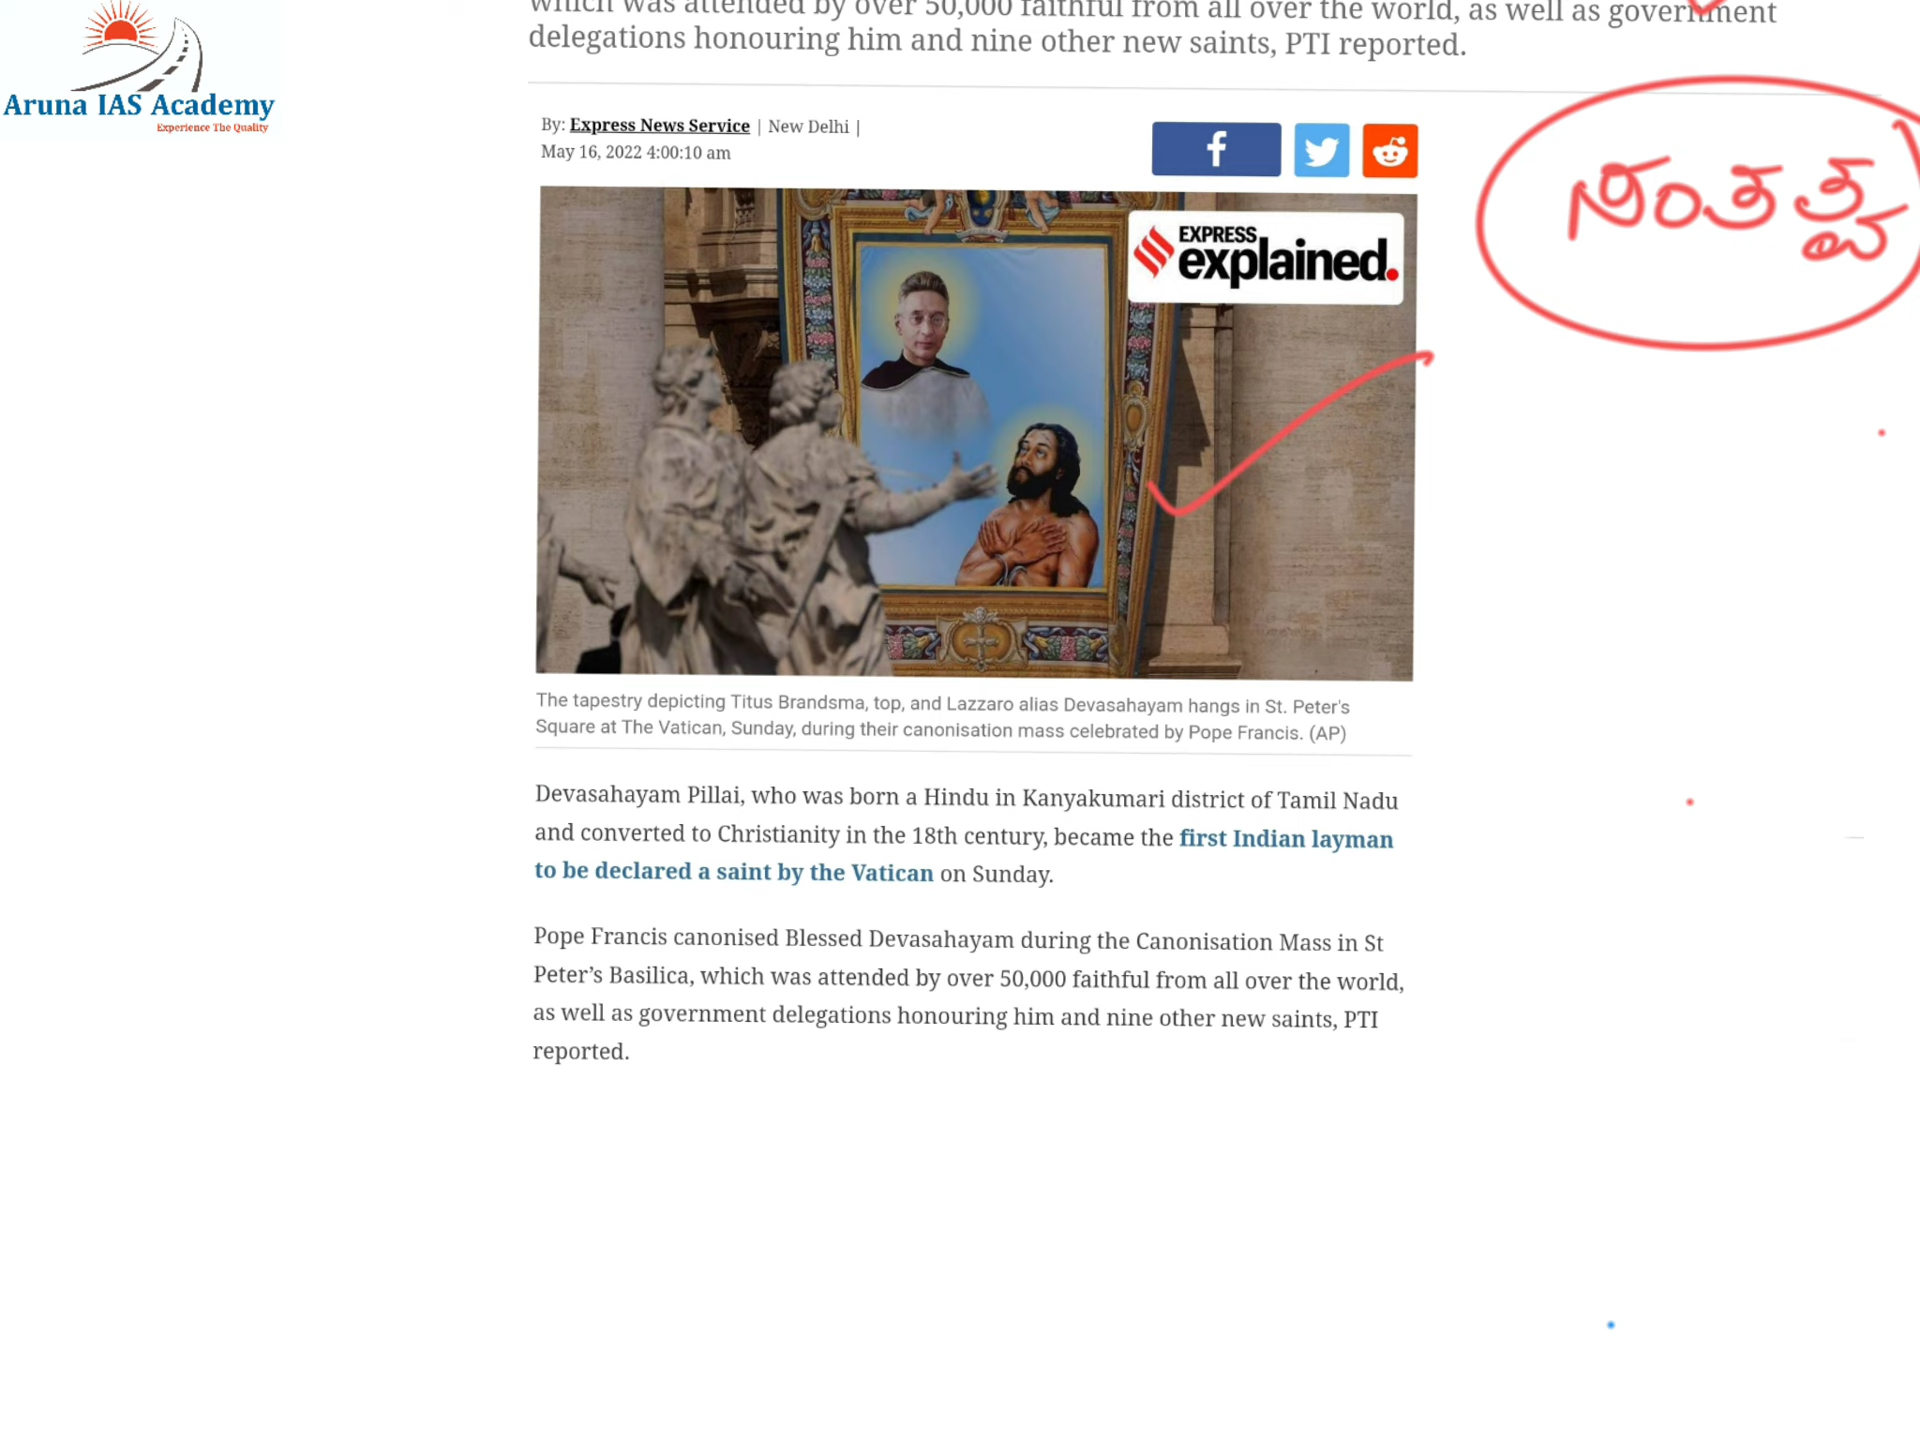 which was attended by over 50,000 faithful from all over the world, as well as government
delegations honouring him and nine other new saints, PTI reported.
Aruna IAS Academy
Experience The Quality
By: Express News Service | New Delhi |
May 16, 2022 4:00:10 am
ಸಂತತ್ವ
EXPRESS
explained.
The tapestry depicting Titus Brandsma, top, and Lazzaro alias Devasahayam hangs in St. Peter's
Square at The Vatican, Sunday, during their canonisation mass celebrated by Pope Francis. (AP)
Devasahayam Pillai, who was born a Hindu in Kanyakumari district of Tamil Nadu
and converted to Christianity in the 18th century, became the first Indian layman
to be declared a saint by the Vatican on Sunday.
Pope Francis canonised Blessed Devasahayam during the Canonisation Mass in St
Peter’s Basilica, which was attended by over 50,000 faithful from all over the world,
as well as government delegations honouring him and nine other new saints, PTI
reported.